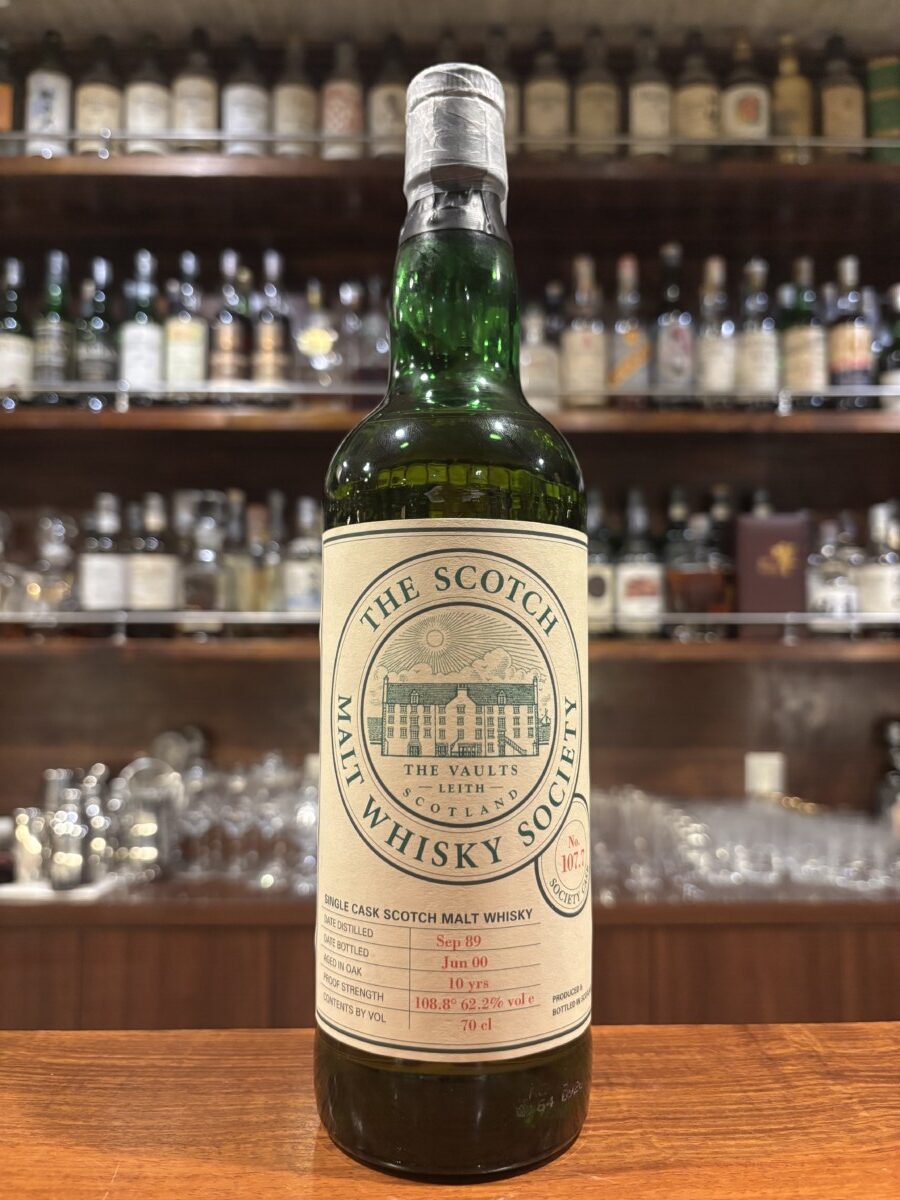 THE SCOTCH
MALT WHISKY SOCIETY
THE VAULTS
LEITH
SCOTLAND
No.
107.7
SOCIETY
SINGLE CASK SCOTCH MALT WHISKY
DATE DISTILLED Sep 89
DATE BOTTLED Jun 00
AGED IN OAK 10 yrs
PROOF STRENGTH 108.8º 62.2% vol e
CONTENTS BY VOL 70 cl
PRODUCED &
BOTTLED IN